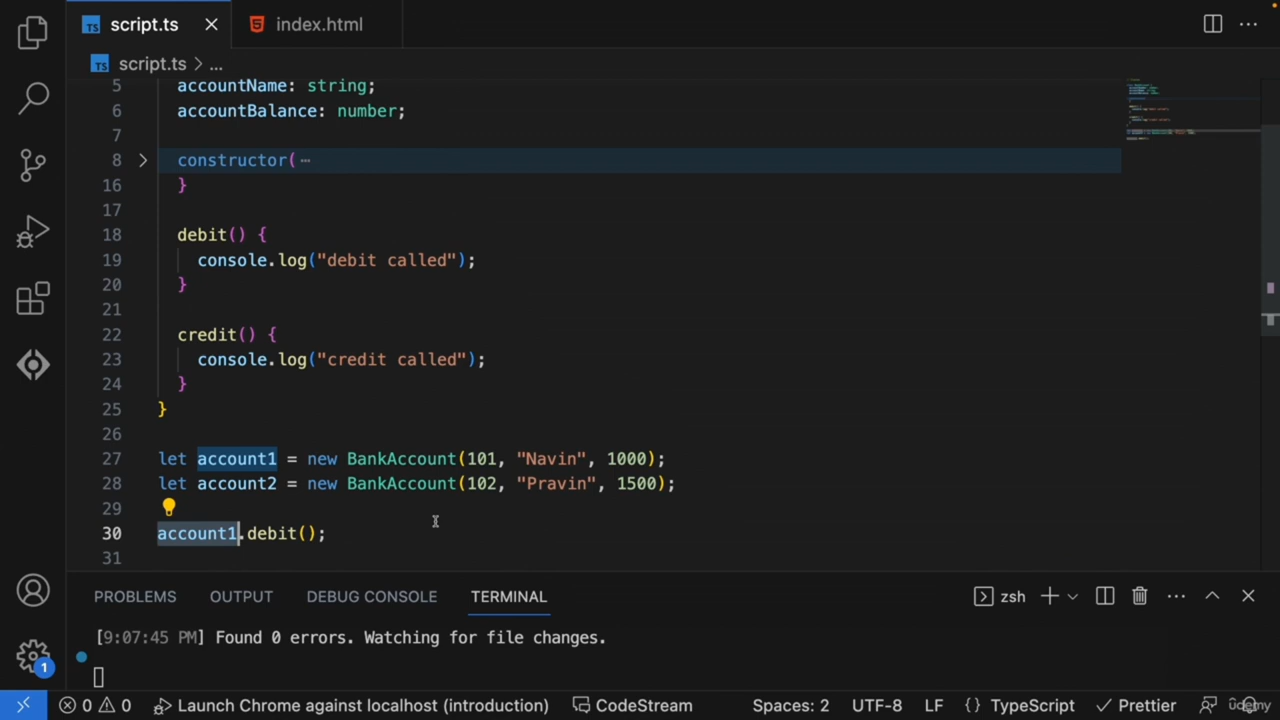 script.ts
index.html
script.ts > ...
5 accountName: string;
6 accountBalance: number;
7
8 constructor( ⋯
16 }
17
18 debit() {
19 console.log("debit called");
20 }
21
22 credit() {
23 console.log("credit called");
24 }
25 }
26
27 let account1 = new BankAccount(101, "Navin", 1000);
28 let account2 = new BankAccount(102, "Pravin", 1500);
29
30 account1.debit();
31
PROBLEMS OUTPUT DEBUG CONSOLE TERMINAL zsh
[9:07:45 PM] Found 0 errors. Watching for file changes.
1 0 0 Launch Chrome against localhost (introduction) CodeStream Spaces: 2 UTF-8 LF {} TypeScript Prettier
udemy